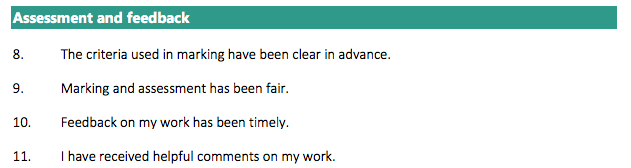 Assessment and feedback
8. The criteria used in marking have been clear in advance.
9. Marking and assessment has been fair.
10. Feedback on my work has been timely.
11. I have received helpful comments on my work.